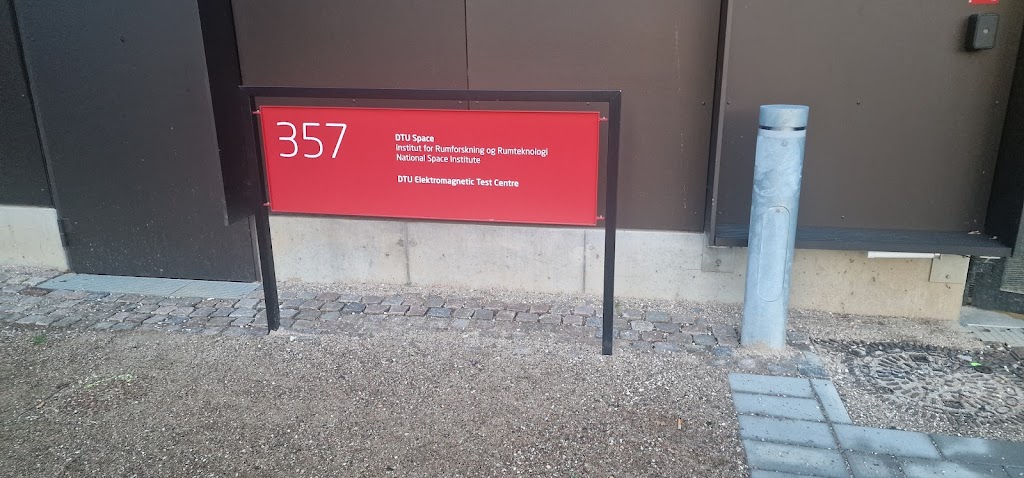 357
DTU Space
Institut for Rumforskning og Rumteknologi
National Space Institute
DTU Elektromagnetic Test Centre